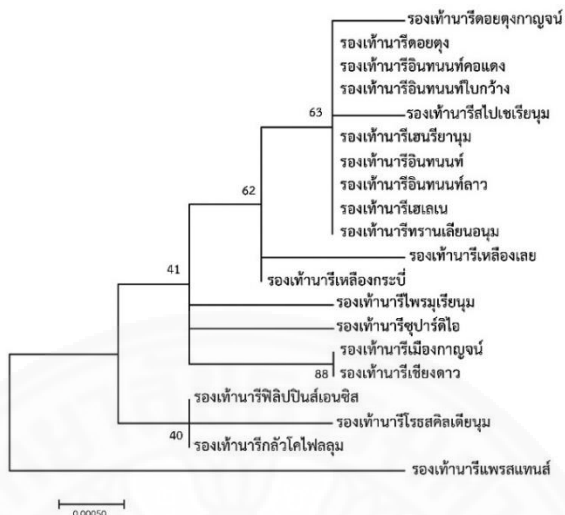 รองเท้านารีดอยตุงกาญจน์
รองเท้านารีดอยตุง
รองเท้านารีอินทนนท์คอแดง
รองเท้านารีอินทนนท์ใบกว้าง
63
รองเท้านารีสไปเซเรียนุม
รองเท้านารีเฮนรียานุม
รองเท้านารีอินทนนท์
รองเท้านารีอินทนนท์ลาว
62
รองเท้านารีเฮเลเน
รองเท้านารีทรานเลียนอนุม
รองเท้านารีเหลืองเลย
41
รองเท้านารีเหลืองกระบี่
รองเท้านารีไพรมุเรียนุม
รองเท้านารีซุปาร์ดิไอ
รองเท้านารีเมืองกาญจน์
88
รองเท้านารีเชียงดาว
รองเท้านารีฟิลิปปินส์เอนซิส
รองเท้านารีโรธสคิลเดียนุม
40
รองเท้านารีกลัวโคไฟลลุม
รองเท้านารีแพรสแทนส์
0.00050